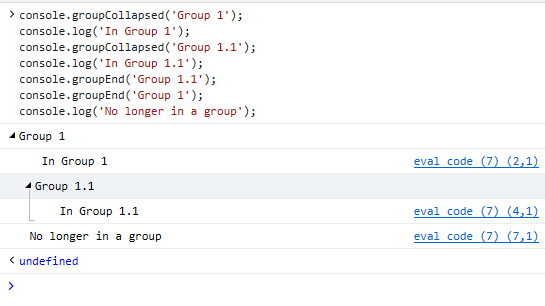 console.groupCollapsed('Group 1');
console.log('In Group 1');
console.groupCollapsed('Group 1.1');
console.log('In Group 1.1');
console.groupEnd('Group 1.1');
console.groupEnd('Group 1');
console.log('No longer in a group');
Group 1
In Group 1 eval code (7) (2,1)
Group 1.1
In Group 1.1 eval code (7) (4,1)
No longer in a group eval code (7) (7,1)
undefined